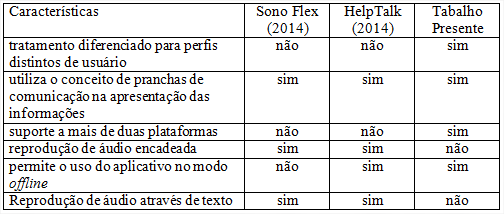 Características Sono Flex (2014) HelpTalk (2014) Tabalho Presente
tratamento diferenciado para perfis distintos de usuário não não sim
utiliza o conceito de pranchas de comunicação na apresentação das informações sim sim sim
suporte a mais de duas plataformas não não sim
reprodução de áudio encadeada sim sim não
permite o uso do aplicativo no modo offline não sim sim
Reprodução de áudio através de texto sim sim não